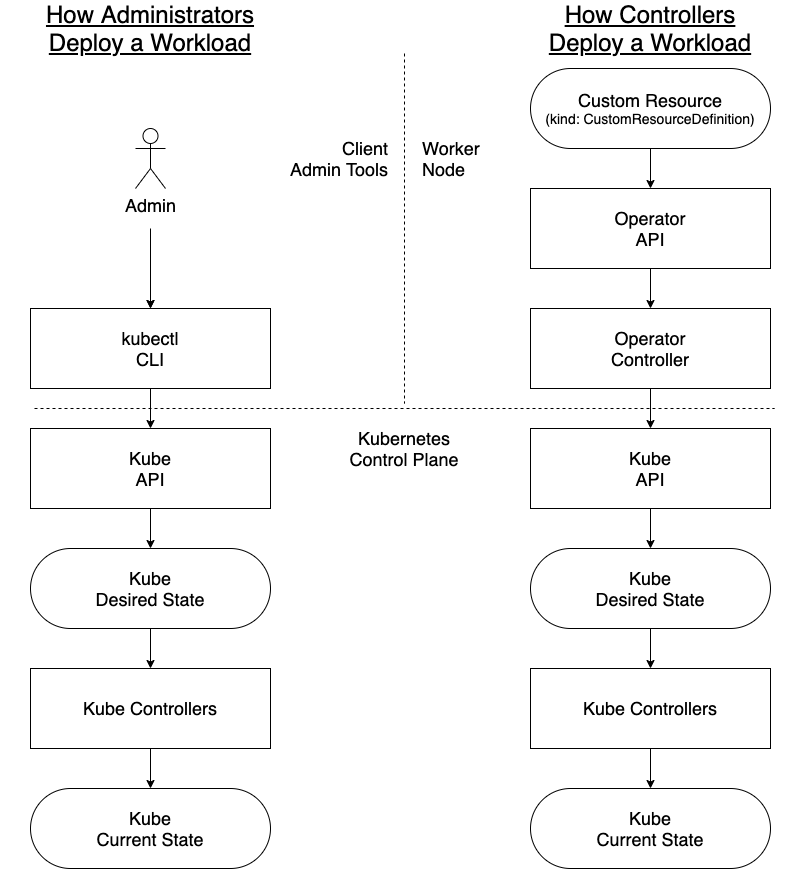 How Administrators
Deploy a Workload
How Controllers
Deploy a Workload
Custom Resource
(kind: CustomResourceDefinition)
Client
Admin Tools
Worker
Node
Admin
Operator
API
kubectl
CLI
Operator
Controller
Kubernetes
Control Plane
Kube
API
Kube
API
Kube
Desired State
Kube
Desired State
Kube Controllers
Kube Controllers
Kube
Current State
Kube
Current State